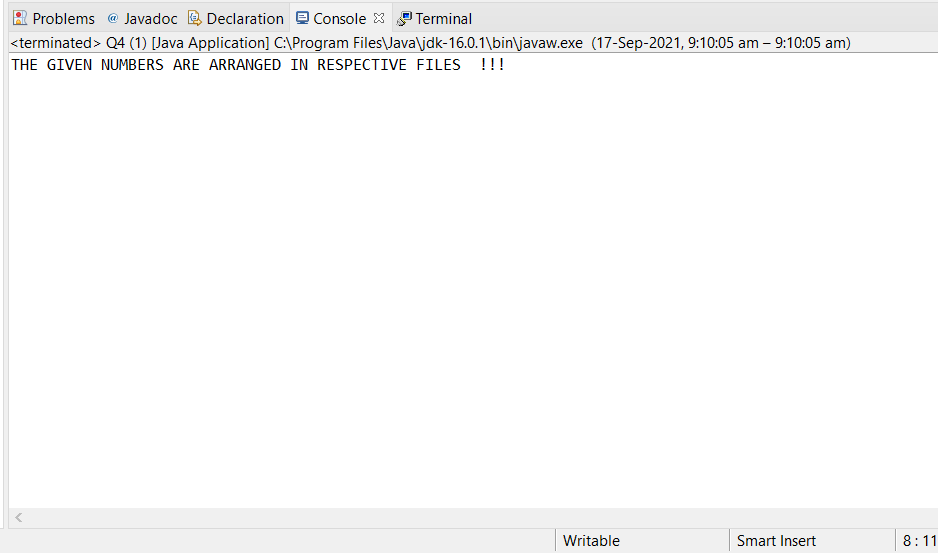 Problems @ Javadoc Declaration Console Terminal
<terminated> Q4 (1) [Java Application] C:\Program Files\Java\jdk-16.0.1\bin\javaw.exe (17-Sep-2021, 9:10:05 am – 9:10:05 am)
THE GIVEN NUMBERS ARE ARRANGED IN RESPECTIVE FILES  !!!
Writable Smart Insert 8 : 11